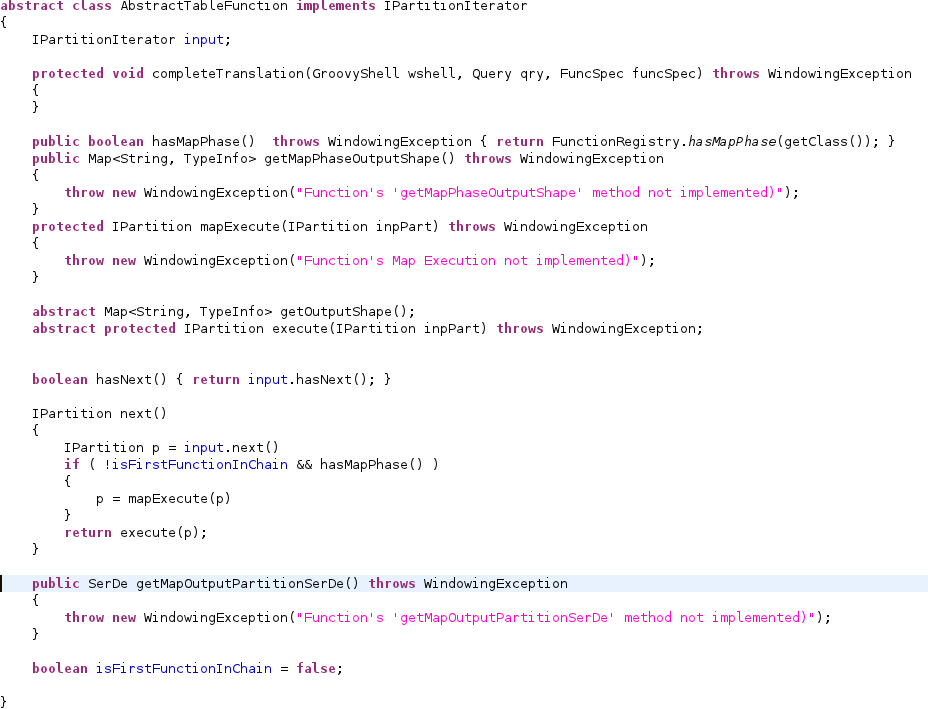 abstract class AbstractTableFunction implements IPartitionIterator
{
    IPartitionIterator input;

    protected void completeTranslation(GroovyShell wshell, Query qry, FuncSpec funcSpec) throws WindowingException
    {
    }

    public boolean hasMapPhase()  throws WindowingException { return FunctionRegistry.hasMapPhase(getClass()); }
    public Map<String, TypeInfo> getMapPhaseOutputShape() throws WindowingException
    {
        throw new WindowingException("Function's 'getMapPhaseOutputShape' method not implemented)");
    }
    protected IPartition mapExecute(IPartition inpPart) throws WindowingException
    {
        throw new WindowingException("Function's Map Execution not implemented)");
    }

    abstract Map<String, TypeInfo> getOutputShape();
    abstract protected IPartition execute(IPartition inpPart) throws WindowingException;


    boolean hasNext() { return input.hasNext(); }

    IPartition next()
    {
        IPartition p = input.next()
        if ( !isFirstFunctionInChain && hasMapPhase() )
        {
            p = mapExecute(p)
        }
        return execute(p);
    }

    public SerDe getMapOutputPartitionSerDe() throws WindowingException
    {
        throw new WindowingException("Function's 'getMapOutputPartitionSerDe' method not implemented)");
    }

    boolean isFirstFunctionInChain = false;

}